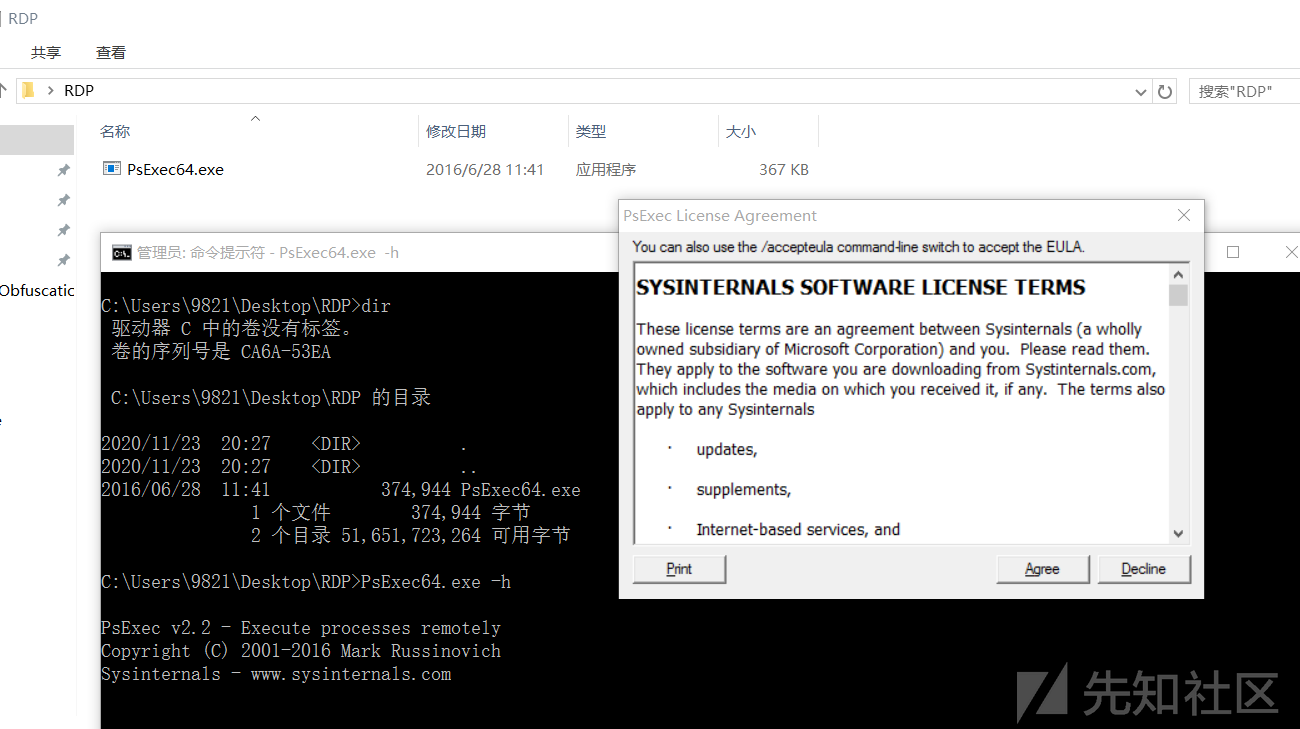 RDP
共享 查看
RDP
搜索"RDP"
名称 修改日期 类型 大小
PsExec64.exe 2016/6/28 11:41 应用程序 367 KB
Obfuscatic
管理员: 命令提示符 - PsExec64.exe -h
C:\Users\9821\Desktop\RDP>dir
驱动器 C 中的卷没有标签。
卷的序列号是 CA6A-53EA
C:\Users\9821\Desktop\RDP 的目录
2020/11/23 20:27 <DIR> .
2020/11/23 20:27 <DIR> ..
2016/06/28 11:41 374,944 PsExec64.exe
1 个文件 374,944 字节
2 个目录 51,651,723,264 可用字节
C:\Users\9821\Desktop\RDP>PsExec64.exe -h
PsExec v2.2 - Execute processes remotely
Copyright (C) 2001-2016 Mark Russinovich
Sysinternals - www.sysinternals.com
PsExec License Agreement
You can also use the /accepteula command-line switch to accept the EULA.
SYSINTERNALS SOFTWARE LICENSE TERMS
These license terms are an agreement between Sysinternals (a wholly
owned subsidiary of Microsoft Corporation) and you. Please read them.
They apply to the software you are downloading from Systinternals.com,
which includes the media on which you received it, if any. The terms also
apply to any Sysinternals
· updates,
· supplements,
· Internet-based services, and
Print Agree Decline
先知社区